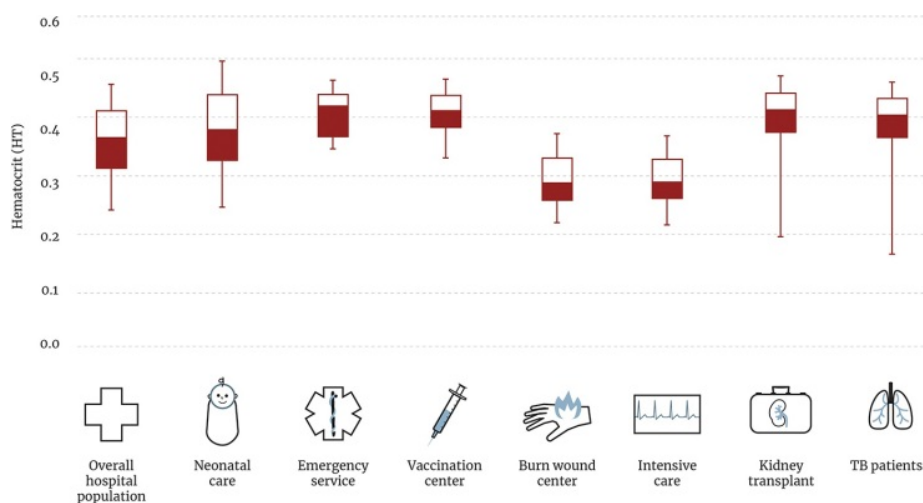 0.6
0.5
0.4
0.3
0.2
0.1
0.0
Hematocrit (HT)
Overall
hospital
population
Neonatal
care
Emergency
service
Vaccination
center
Burn wound
center
Intensive
care
Kidney
transplant
TB patients